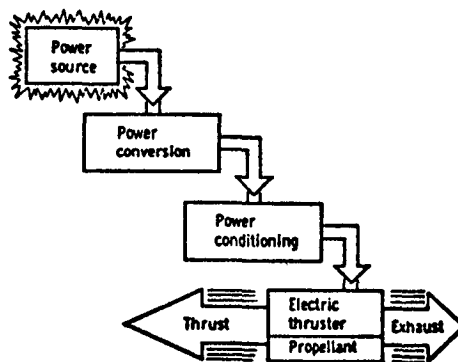 Power
source
Power
conversion
Power
conditioning
Thrust
Electric
thruster
Propellant
Exhaust